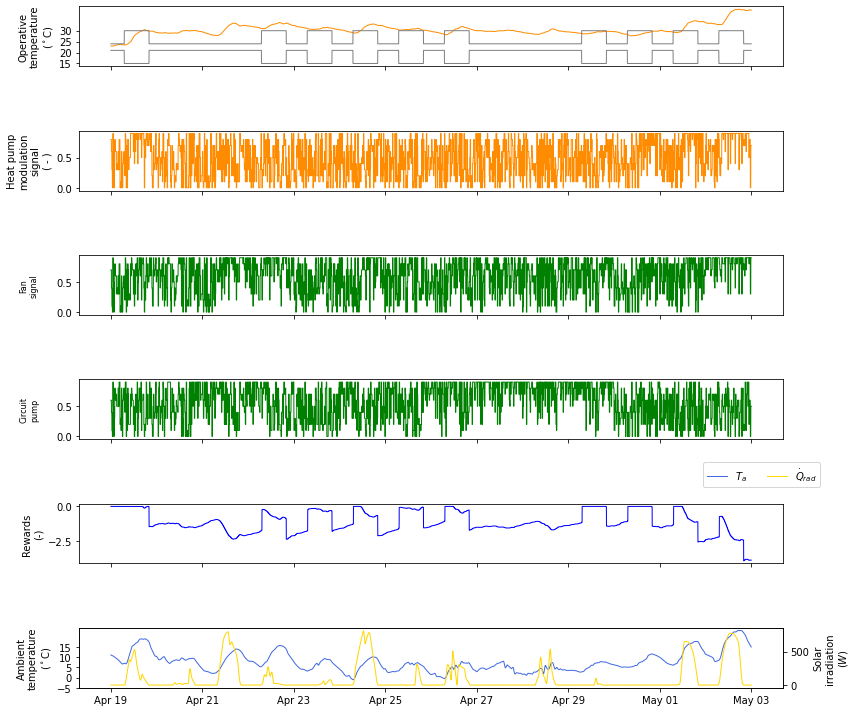 Operative
temperature
(°C)
30
25
20
15
Heat pump
modulation
signal
( - )
0.5
0.0
Fan
signal
0.5
0.0
Circuit
pump
0.5
0.0
T_a
Q̇_rad
Rewards
(-)
0.0
−2.5
Ambient
temperature
(°C)
15
10
5
0
−5
Solar
irradiation
(W)
500
0
Apr 19 Apr 21 Apr 23 Apr 25 Apr 27 Apr 29 May 01 May 03